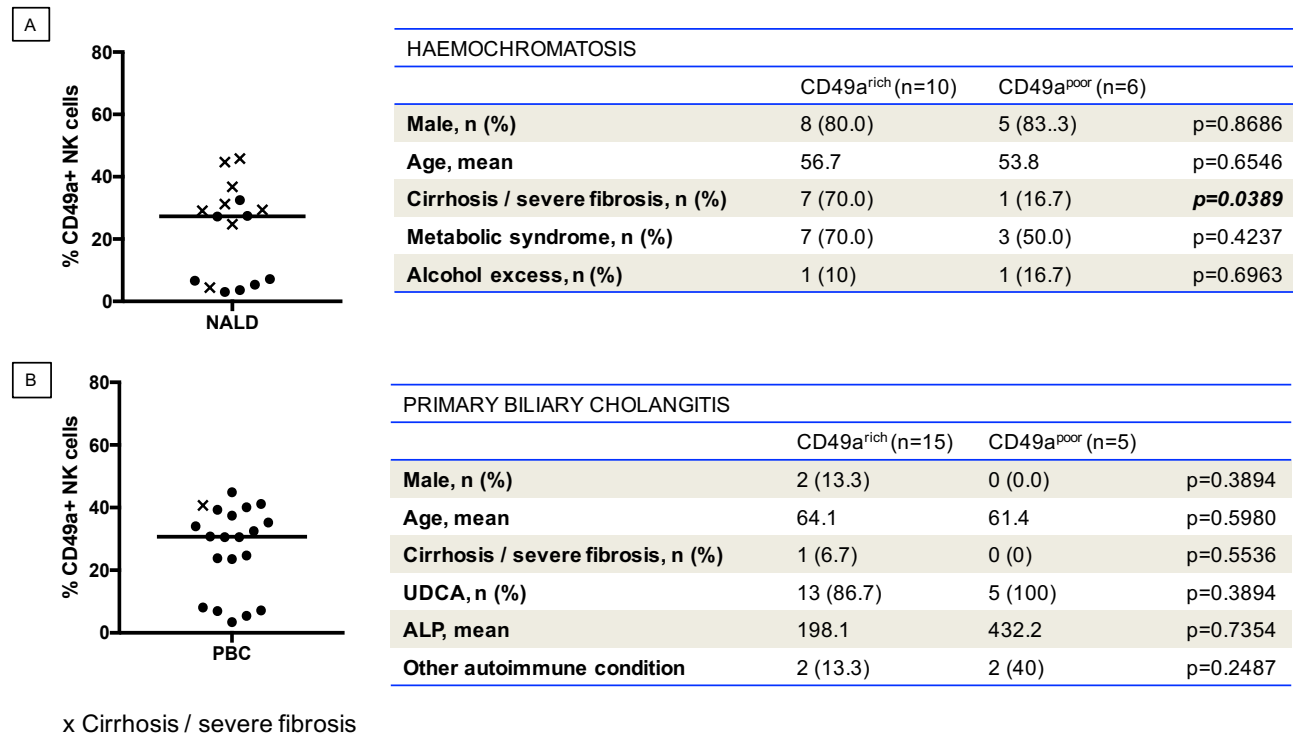 A
80
60
40
20
0
% CD49a+ NK cells
NALD
HAEMOCHROMATOSIS
CD49arich (n=10) CD49apoor (n=6)
Male, n (%) 8 (80.0) 5 (83..3) p=0.8686
Age, mean 56.7 53.8 p=0.6546
Cirrhosis / severe fibrosis, n (%) 7 (70.0) 1 (16.7) p=0.0389
Metabolic syndrome, n (%) 7 (70.0) 3 (50.0) p=0.4237
Alcohol excess, n (%) 1 (10) 1 (16.7) p=0.6963
B
80
60
40
20
0
% CD49a+ NK cells
PBC
PRIMARY BILIARY CHOLANGITIS
CD49arich (n=15) CD49apoor (n=5)
Male, n (%) 2 (13.3) 0 (0.0) p=0.3894
Age, mean 64.1 61.4 p=0.5980
Cirrhosis / severe fibrosis, n (%) 1 (6.7) 0 (0) p=0.5536
UDCA, n (%) 13 (86.7) 5 (100) p=0.3894
ALP, mean 198.1 432.2 p=0.7354
Other autoimmune condition 2 (13.3) 2 (40) p=0.2487
x Cirrhosis / severe fibrosis